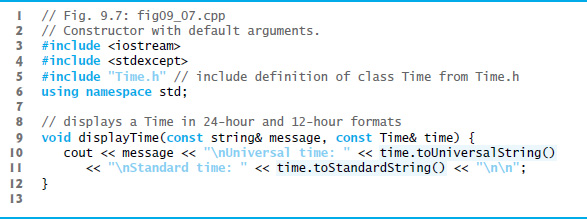 1 // Fig. 9.7: fig09_07.cpp
2 // Constructor with default arguments.
3 #include <iostream>
4 #include <stdexcept>
5 #include "Time.h" // include definition of class Time from Time.h
6 using namespace std;
7
8 // displays a Time in 24-hour and 12-hour formats
9 void displayTime(const string& message, const Time& time) {
10 cout << message << "\nUniversal time: " << time.toUniversalString()
11 << "\nStandard time: " << time.toStandardString() << "\n\n";
12 }
13